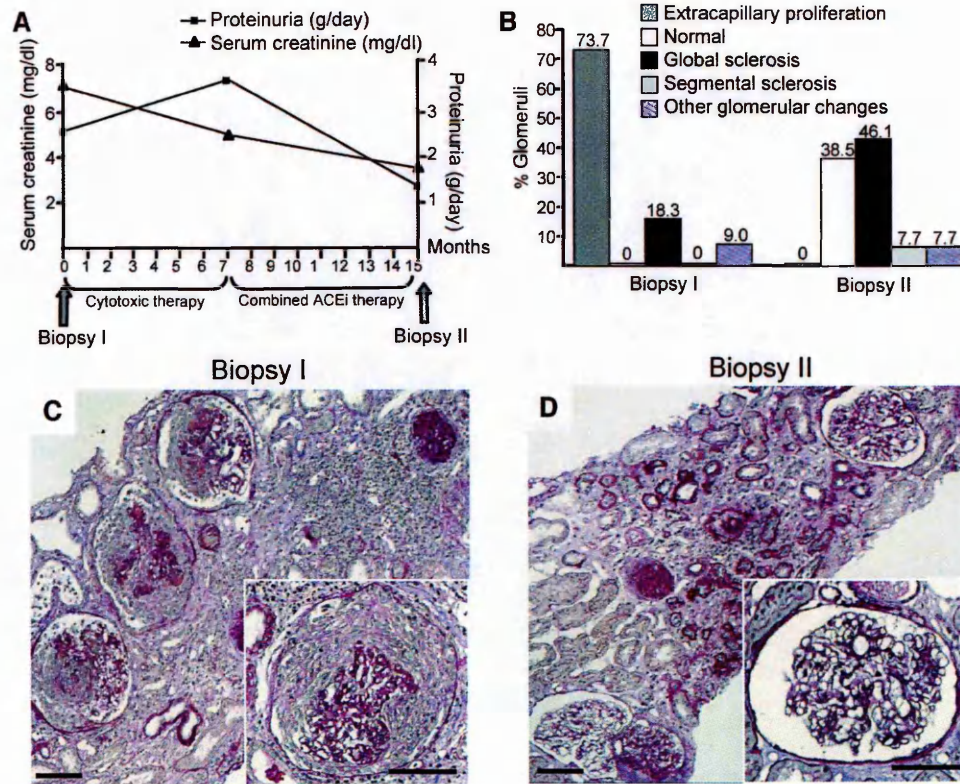 A
Proteinuria (g/day)
Serum creatinine (mg/dl)
Serum creatinine (mg/dl)
8
6
4
2
4
3
2
1
Proteinuria (g/day)
Months
0 1 2 3 4 5 6 7 8 9 10 1 12 13 14 15
Cytotoxic therapy
Combined ACEi therapy
Biopsy I
Biopsy II
B
Extracapillary proliferation
Normal
Global sclerosis
Segmental sclerosis
Other glomerular changes
% Glomeruli
80
70
60
50
40
30
20
10
73.7
0
18.3
0
9.0
0
38.5
46.1
7.7
7.7
Biopsy I
Biopsy II
Biopsy I
C
Biopsy II
D